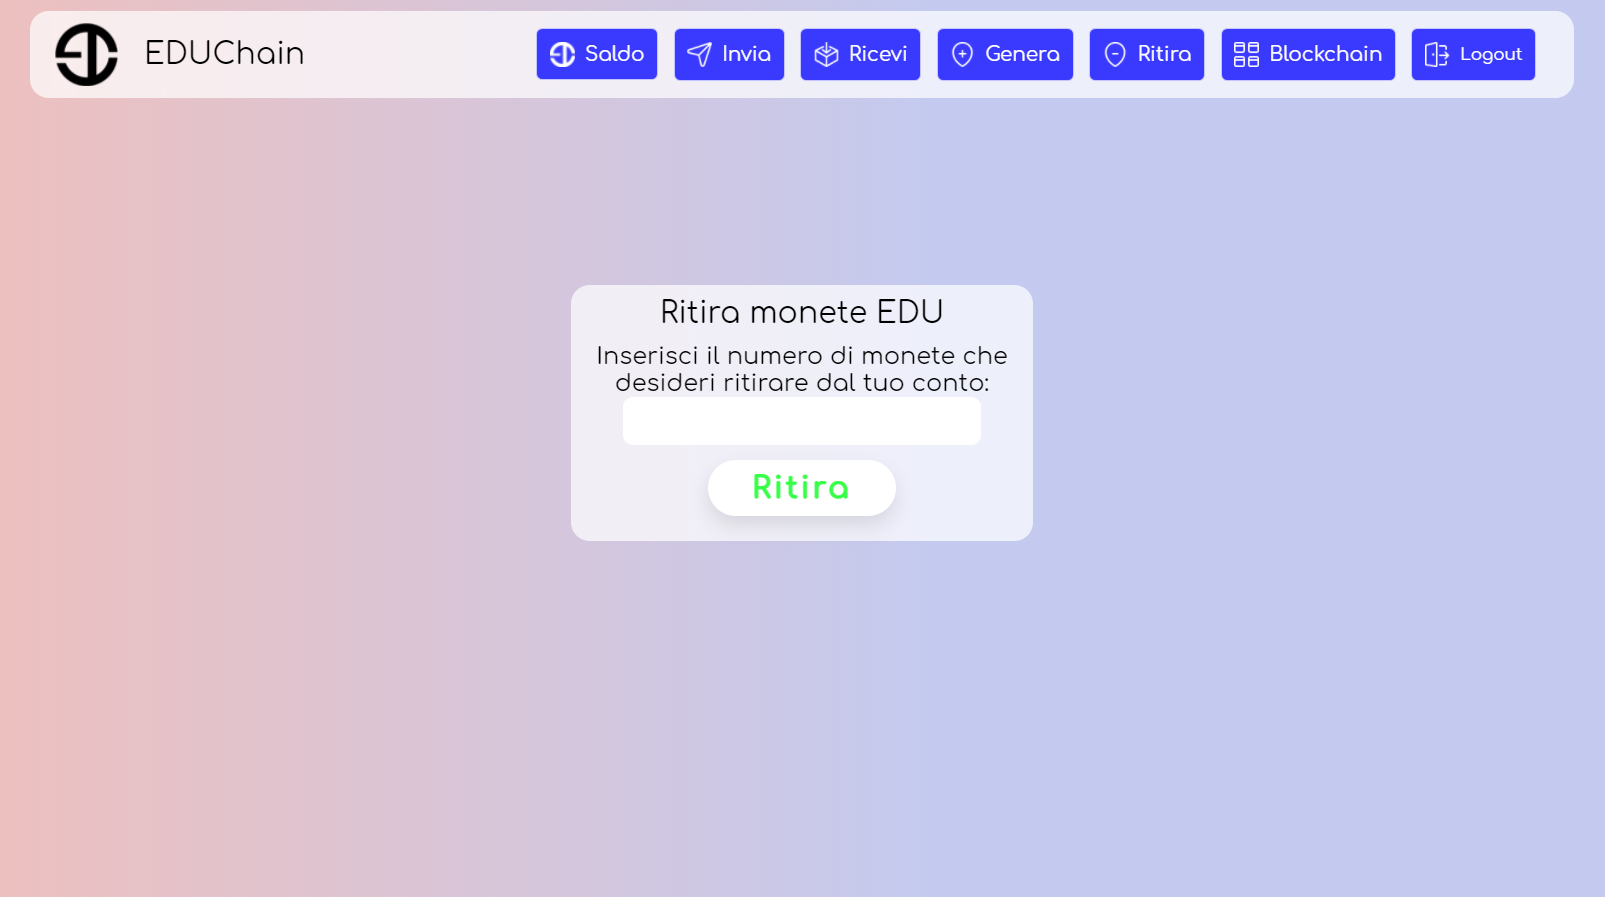 EDUChain
Saldo
Invia
Ricevi
Genera
Ritira
Blockchain
Logout
Ritira monete EDU
Inserisci il numero di monete che
desideri ritirare dal tuo conto:
Ritira